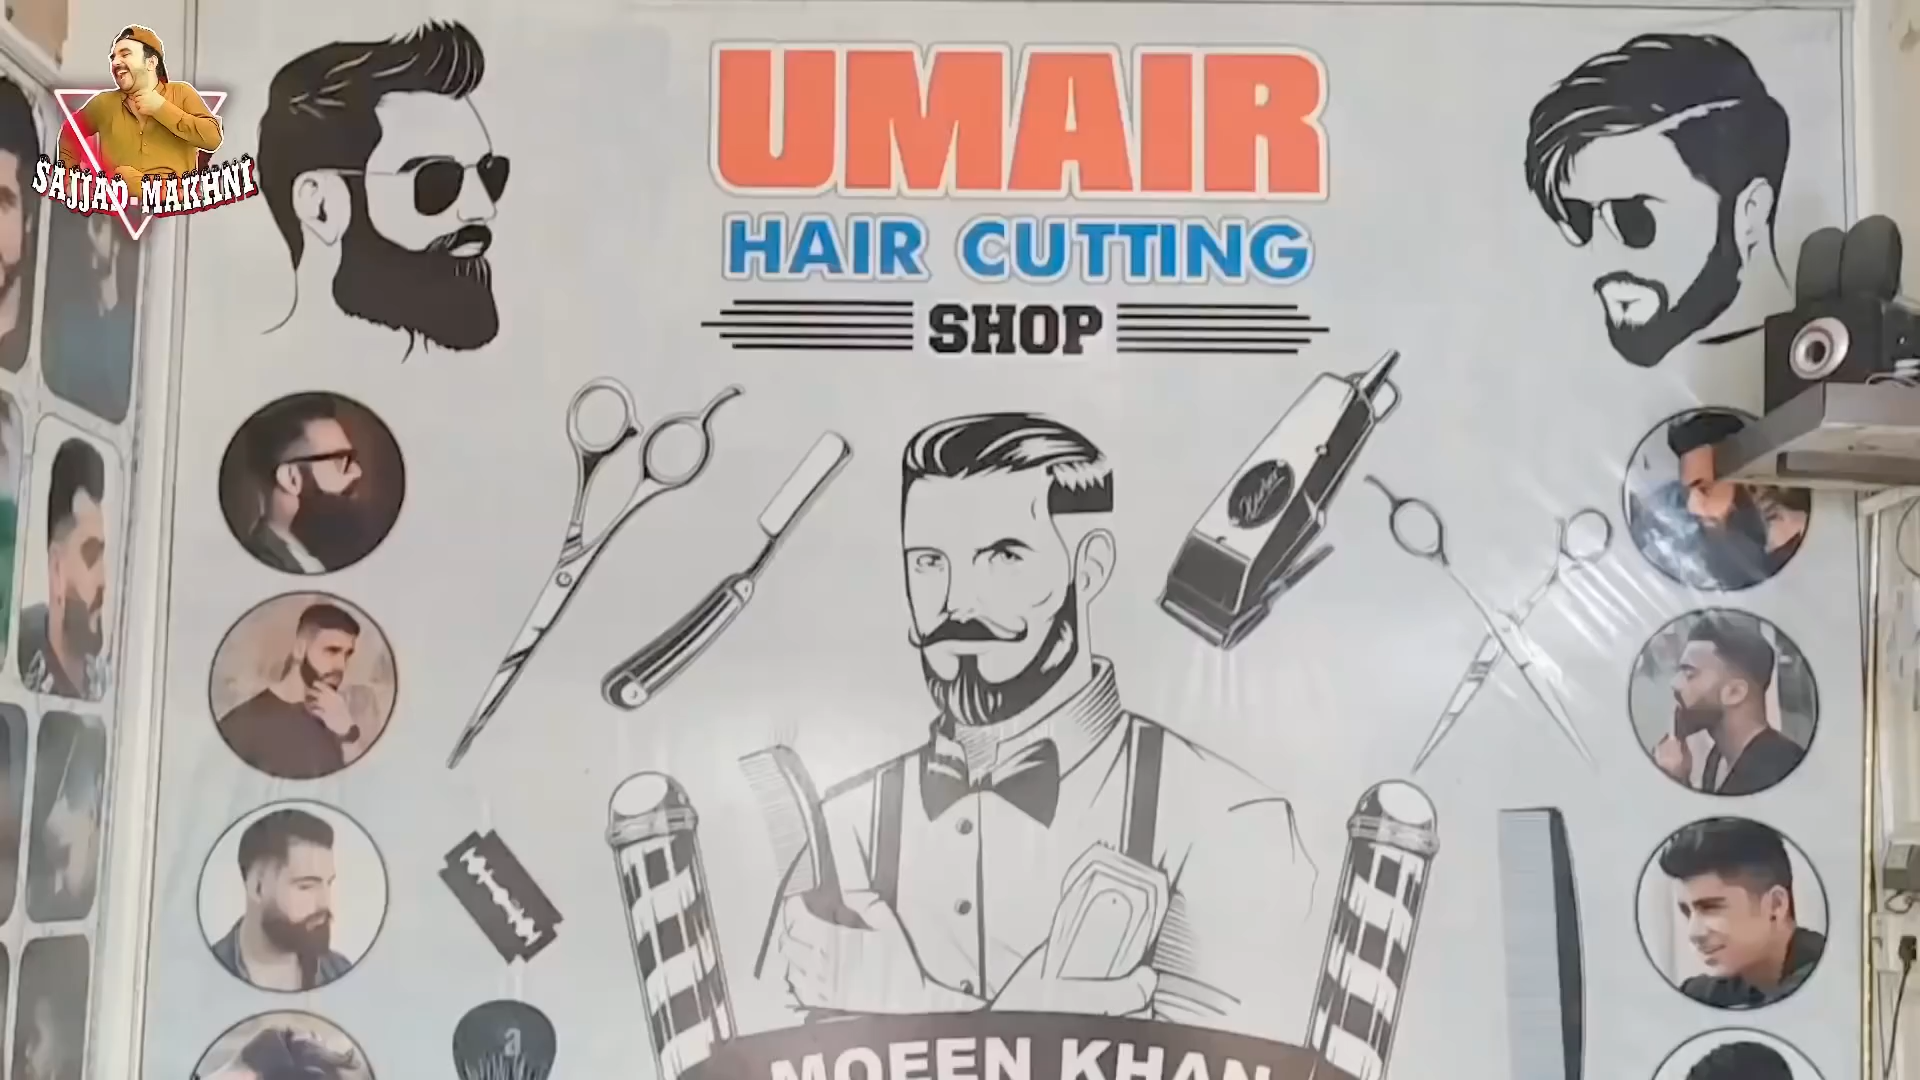 SAJJAD-MAKHNI
UMAIR
HAIR CUTTING
SHOP
a
MOEEN KHAN